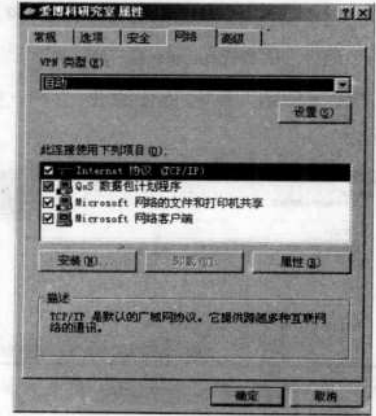 爱博科研究室 属性
常规 选项 安全 网络 高级
VPN 类型(E):
自动
设置(S)
此连接使用下列项目(O):
Internet 协议 (TCP/IP)
QoS 数据包计划程序
Microsoft 网络的文件和打印机共享
Microsoft 网络客户端
安装(N)... 卸载(U) 属性(R)
描述
TCP/IP 是默认的广域网协议。它提供跨越多种互联网
络的通讯。
确定 取消